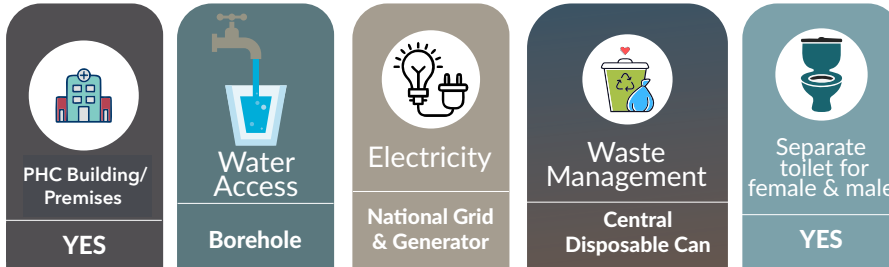 PHC Building/
Premises
YES
Water
Access
Borehole
Electricity
National Grid
& Generator
Waste
Management
Central
Disposable Can
Separate
toilet for
female & male
YES